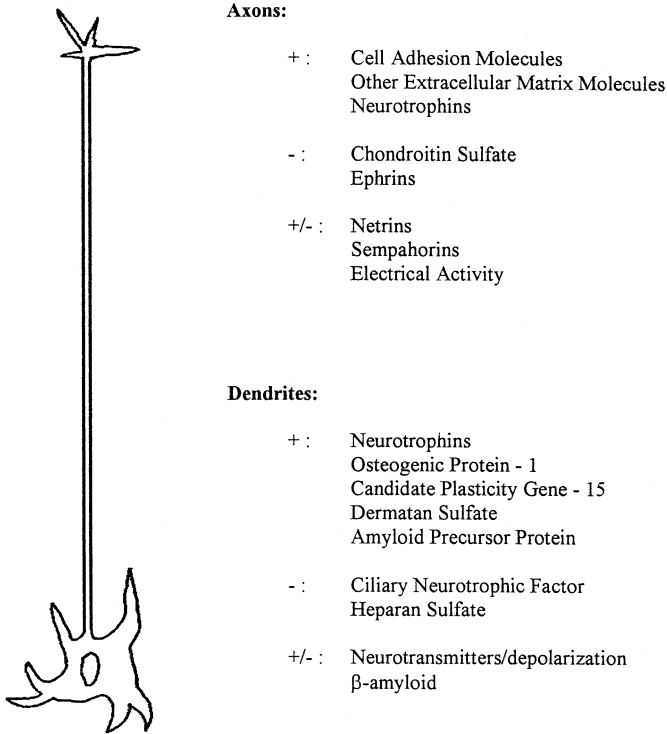 Axons:
+ : Cell Adhesion Molecules
Other Extracellular Matrix Molecules
Neurotrophins
- : Chondroitin Sulfate
Ephrins
+/- : Netrins
Sempahorins
Electrical Activity
Dendrites:
+ : Neurotrophins
Osteogenic Protein - 1
Candidate Plasticity Gene - 15
Dermatan Sulfate
Amyloid Precursor Protein
- : Ciliary Neurotrophic Factor
Heparan Sulfate
+/- : Neurotransmitters/depolarization
β-amyloid